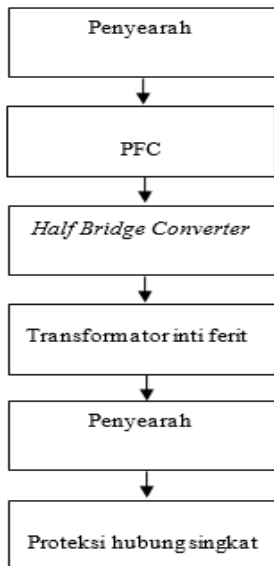 Penyearah
PFC
Half Bridge Converter
Transformator inti ferit
Penyearah
Proteksi hubung singkat